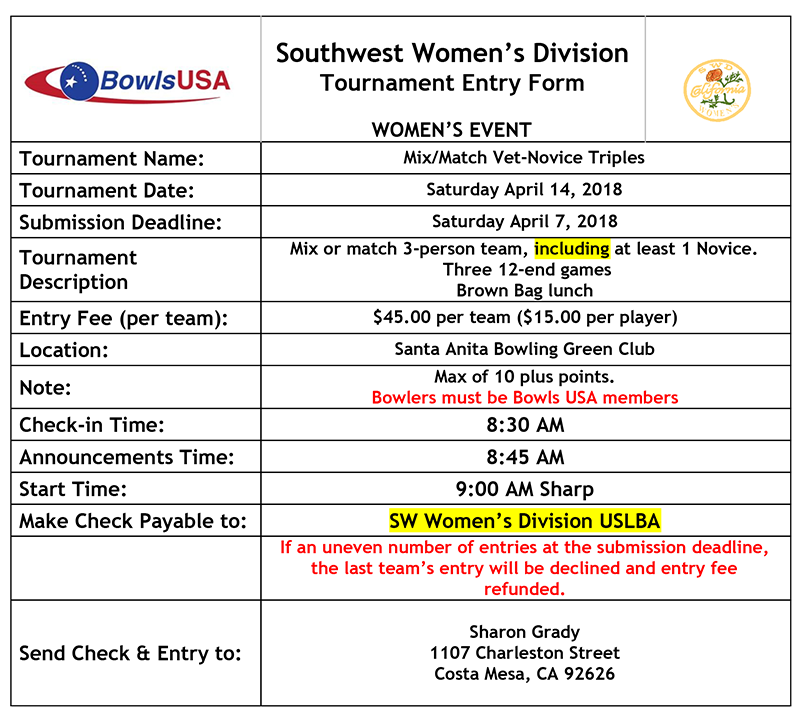 BowlsUSA
Southwest Women's Division
Tournament Entry Form
WOMEN'S EVENT
SWD
California
WOMEN'S
Tournament Name:
Mix/Match Vet-Novice Triples
Tournament Date:
Saturday April 14, 2018
Submission Deadline:
Saturday April 7, 2018
Tournament
Description
Mix or match 3-person team, including at least 1 Novice.
Three 12-end games
Brown Bag lunch
Entry Fee (per team):
$45.00 per team ($15.00 per player)
Location:
Santa Anita Bowling Green Club
Note:
Max of 10 plus points.
Bowlers must be Bowls USA members
Check-in Time:
8:30 AM
Announcements Time:
8:45 AM
Start Time:
9:00 AM Sharp
Make Check Payable to:
SW Women's Division USLBA
If an uneven number of entries at the submission deadline,
the last team's entry will be declined and entry fee
refunded.
Send Check & Entry to:
Sharon Grady
1107 Charleston Street
Costa Mesa, CA 92626